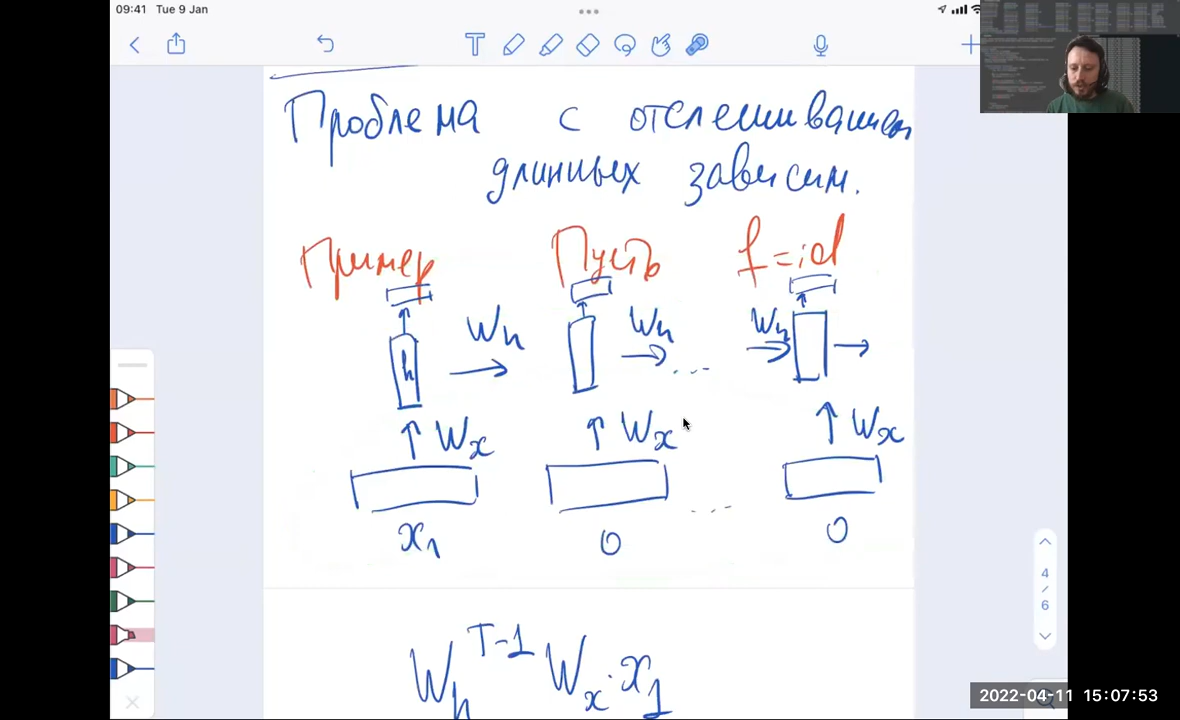 09:41 Tue 9 Jan
Проблема с отслеживанием
длинных зависим.
Пример Пусть f = id
h Wh Wh Wh
Wx Wx Wx
x1 0 0
4
/
6
Wh^T-1 Wx · x1
2022-04-11 15:07:53